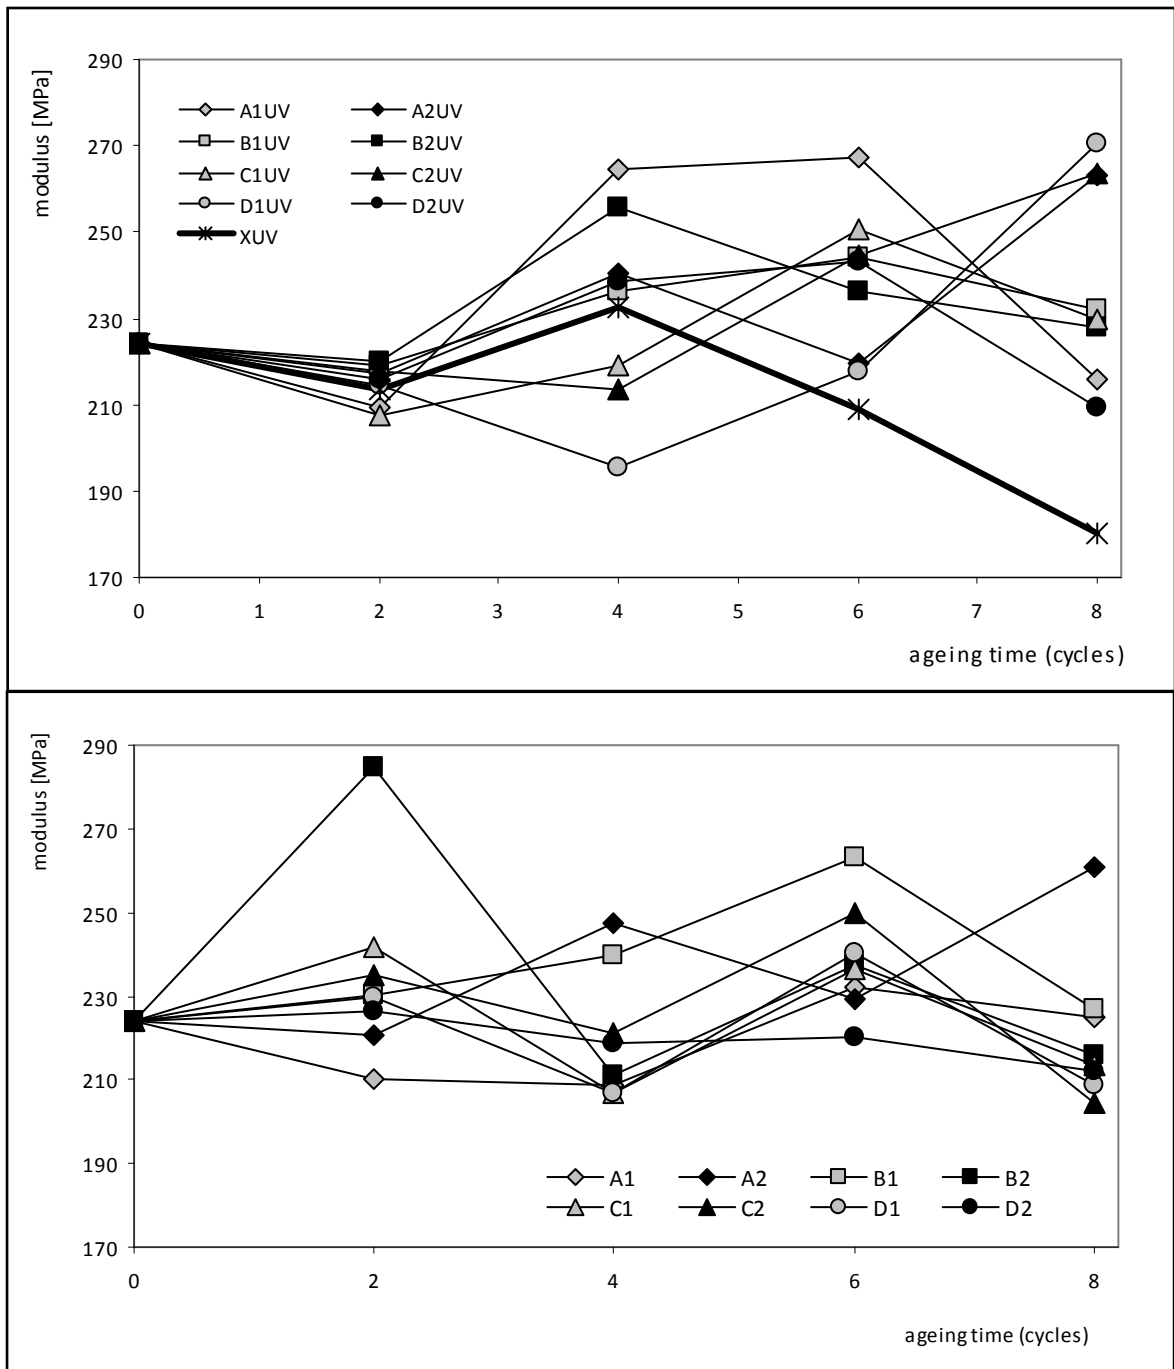 modulus [MPa]
290
270
250
230
210
190
170
A1UV A2UV
B1UV B2UV
C1UV C2UV
D1UV D2UV
XUV
0 1 2 3 4 5 6 7 8
ageing time (cycles)
modulus [MPa]
290
270
250
230
210
190
170
A1 A2 B1 B2
C1 C2 D1 D2
0 2 4 6 8
ageing time (cycles)